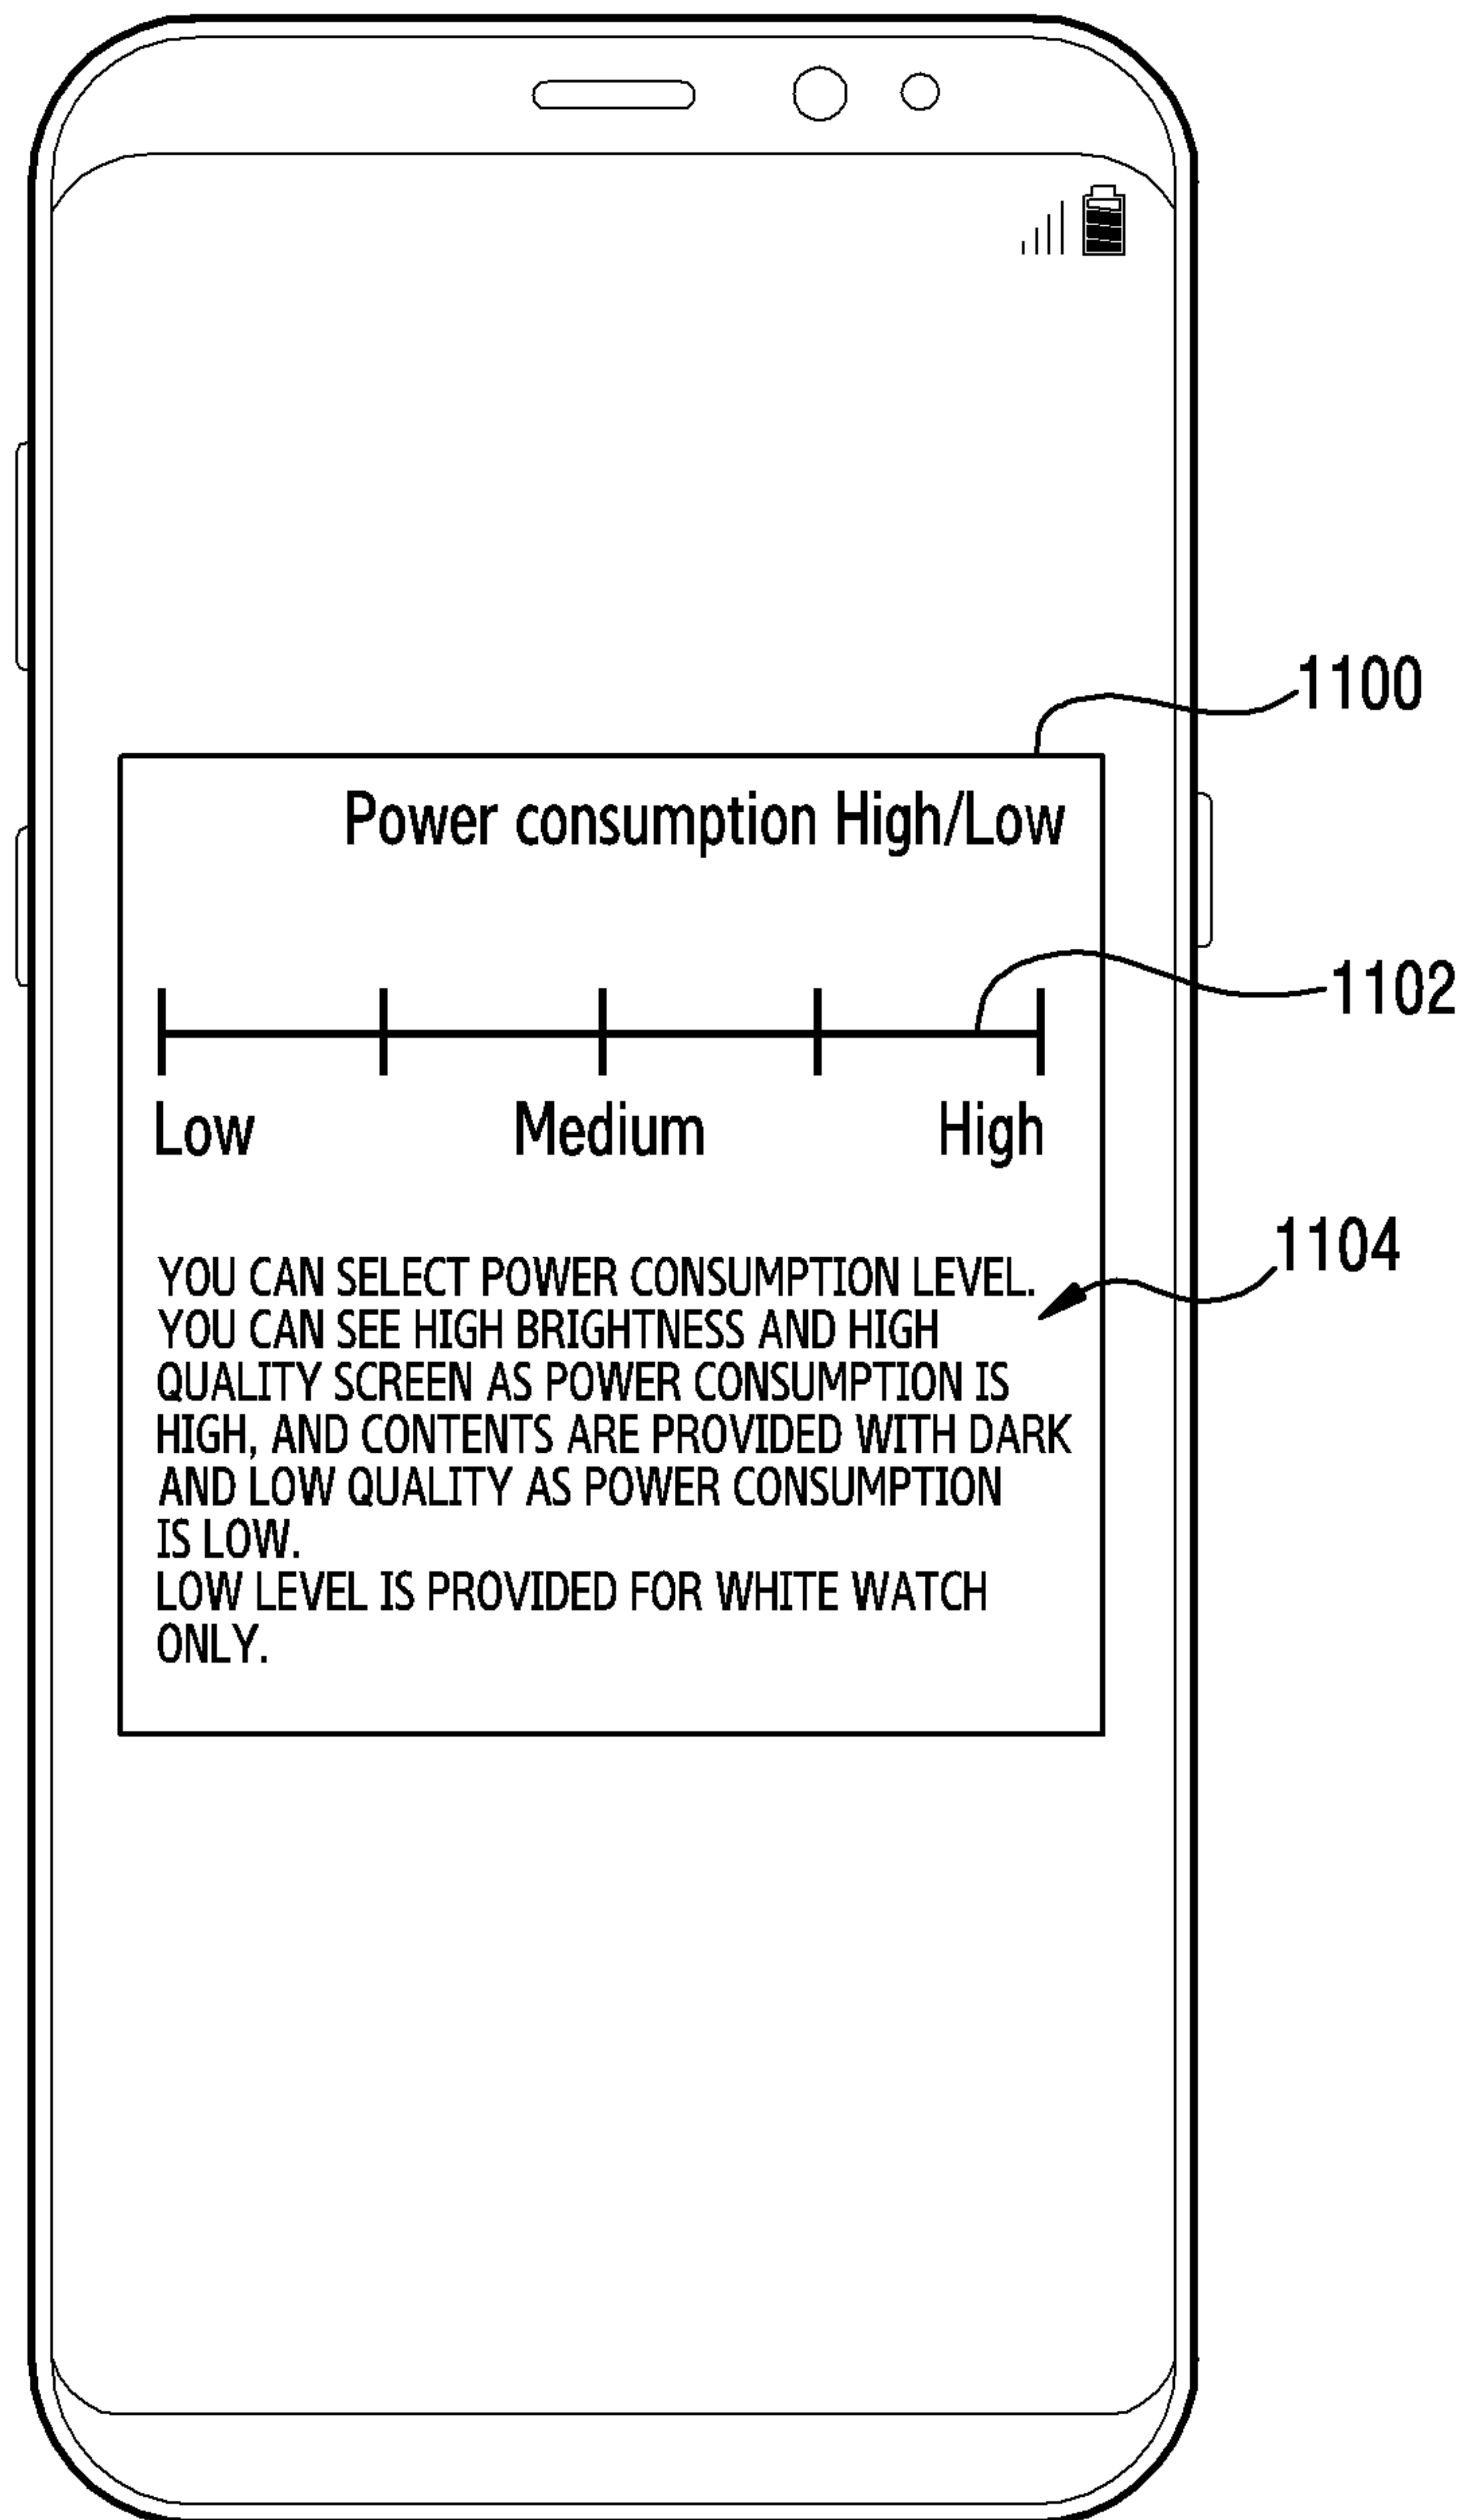 1100
Power consumption High/Low
1102
Low Medium High
1104
YOU CAN SELECT POWER CONSUMPTION LEVEL.
YOU CAN SEE HIGH BRIGHTNESS AND HIGH
QUALITY SCREEN AS POWER CONSUMPTION IS
HIGH, AND CONTENTS ARE PROVIDED WITH DARK
AND LOW QUALITY AS POWER CONSUMPTION
IS LOW.
LOW LEVEL IS PROVIDED FOR WHITE WATCH
ONLY.